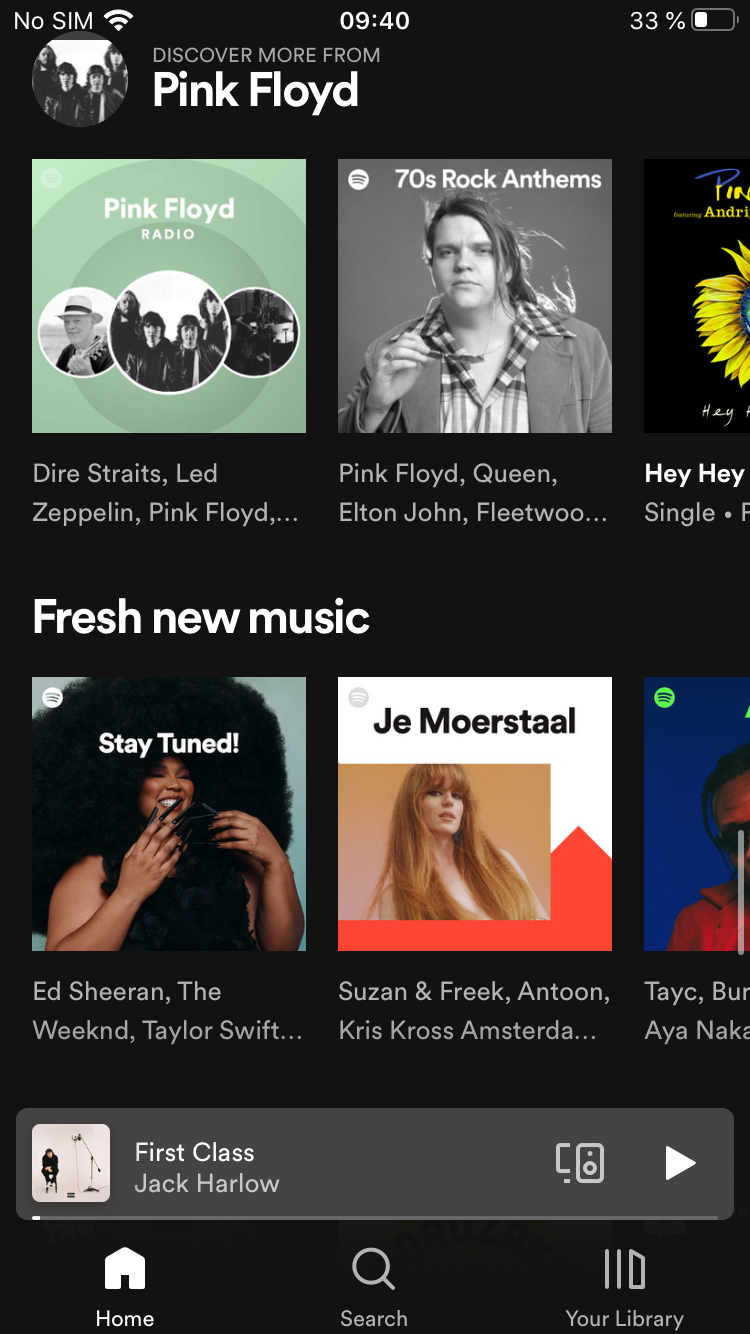 No SIM 09:40 33 %
DISCOVER MORE FROM
Pink Floyd
Pink Floyd
RADIO
70s Rock Anthems
featuring
Hey
Dire Straits, Led
Zeppelin, Pink Floyd,...
Pink Floyd, Queen,
Elton John, Fleetwoo...
Hey Hey
Single •
Fresh new music
Stay Tuned!
Je Moerstaal
Ed Sheeran, The
Weeknd, Taylor Swift...
Suzan & Freek, Antoon,
Kris Kross Amsterda...
Tayc,
Aya
First Class
Jack Harlow
Home
Search
Your Library